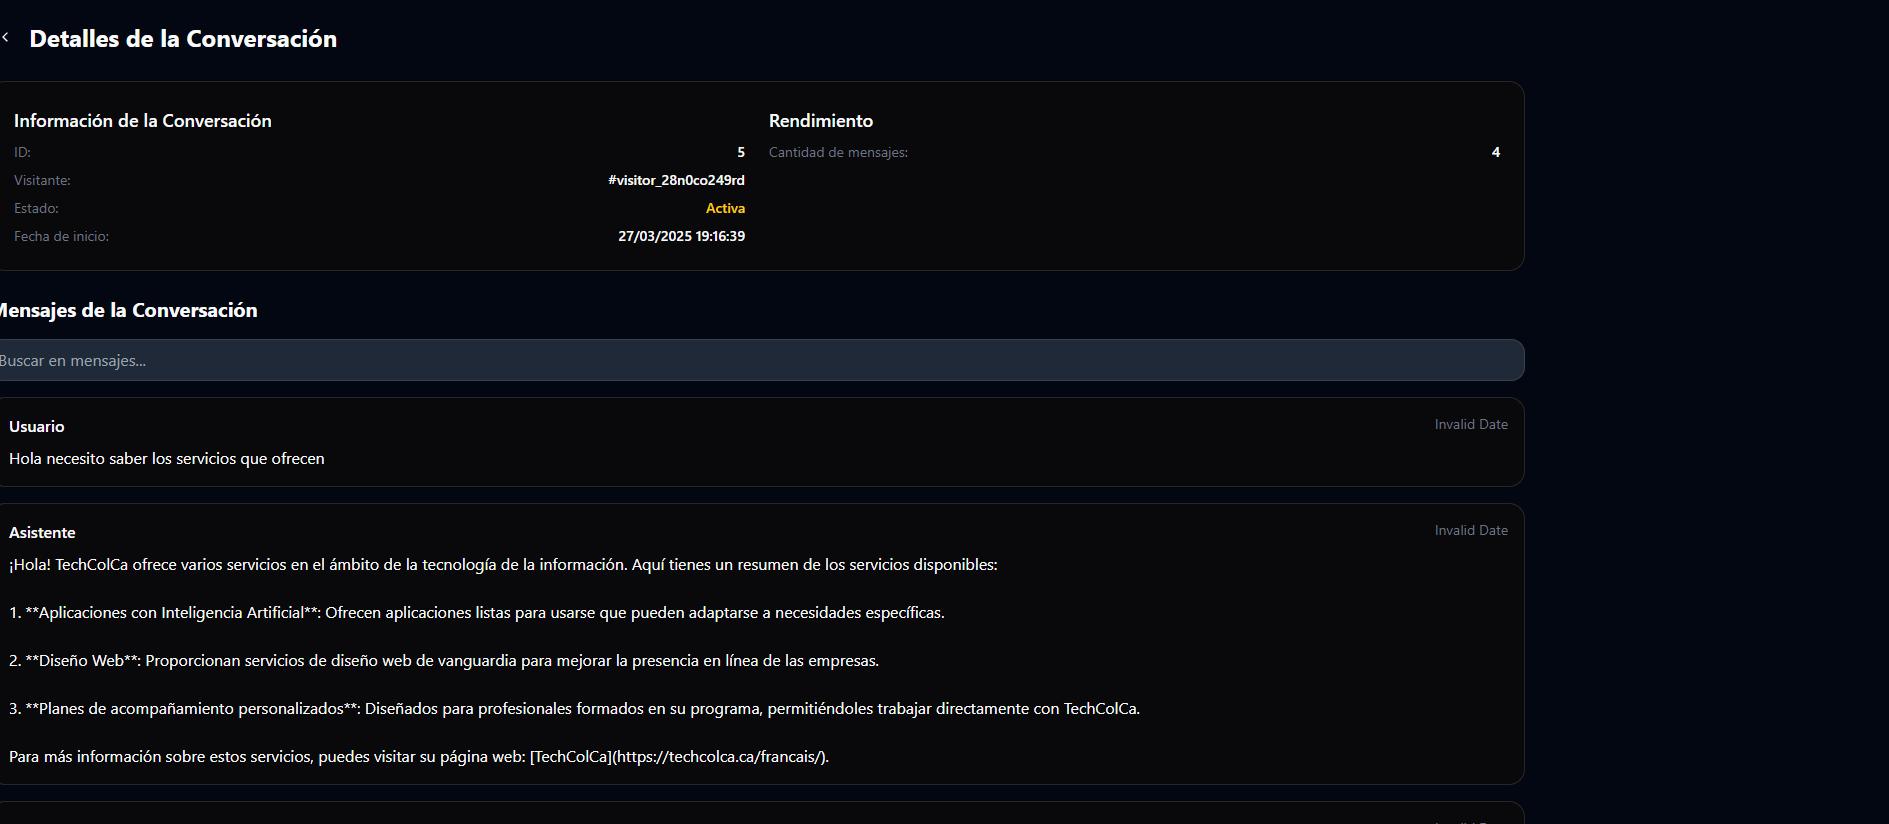 Detalles de la Conversación
Información de la Conversación
ID: 5
Visitante: #visitor_28n0co249rd
Estado: Activa
Fecha de inicio: 27/03/2025 19:16:39
Rendimiento
Cantidad de mensajes: 4
Mensajes de la Conversación
Buscar en mensajes...
Usuario Invalid Date
Hola necesito saber los servicios que ofrecen
Asistente Invalid Date
¡Hola! TechColCa ofrece varios servicios en el ámbito de la tecnología de la información. Aquí tienes un resumen de los servicios disponibles:
1. **Aplicaciones con Inteligencia Artificial**: Ofrecen aplicaciones listas para usarse que pueden adaptarse a necesidades específicas.
2. **Diseño Web**: Proporcionan servicios de diseño web de vanguardia para mejorar la presencia en línea de las empresas.
3. **Planes de acompañamiento personalizados**: Diseñados para profesionales formados en su programa, permitiéndoles trabajar directamente con TechColCa.
Para más información sobre estos servicios, puedes visitar su página web: [TechColCa](https://techcolca.ca/francais/).